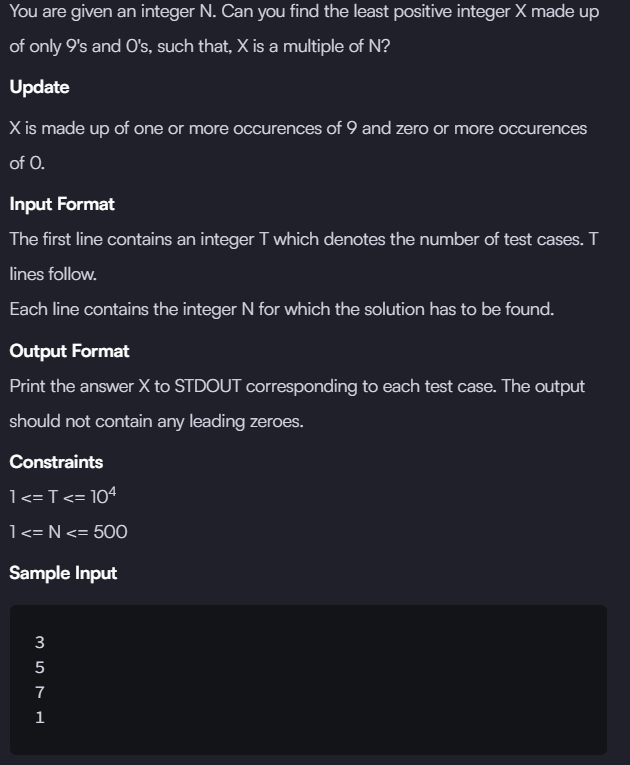 You are given an integer N. Can you find the least positive integer X made up
of only 9's and 0's, such that, X is a multiple of N?
Update
X is made up of one or more occurences of 9 and zero or more occurences
of 0.
Input Format
The first line contains an integer T which denotes the number of test cases. T
lines follow.
Each line contains the integer N for which the solution has to be found.
Output Format
Print the answer X to STDOUT corresponding to each test case. The output
should not contain any leading zeroes.
Constraints
1 <= T <= 10⁴
1 <= N <= 500
Sample Input
3
5
7
1